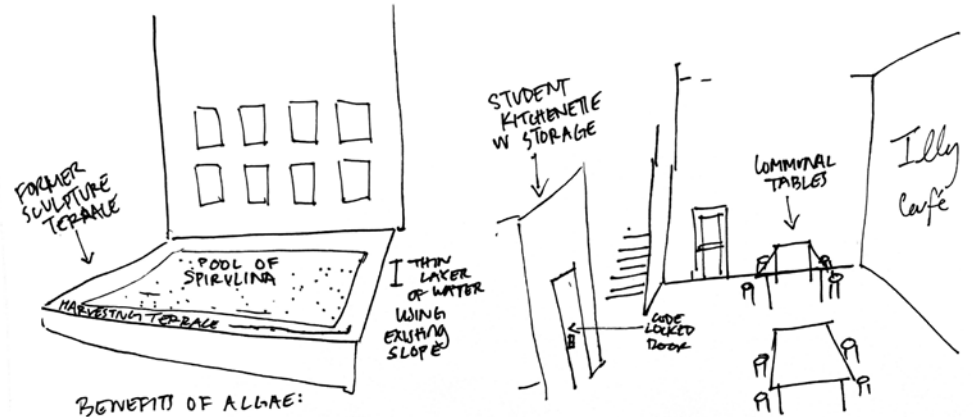 FORMER
SCULPTURE
TERRACE
POOL OF
SPIRULINA
HARVESTING TERRACE
THIN
LAYER
OF WATER
USING
EXISTING
SLOPE
BENEFITS OF ALGAE:
STUDENT
KITCHENETTE
W STORAGE
CODE
LOCKED
DOOR
COMMUNAL
TABLES
Illy
Café